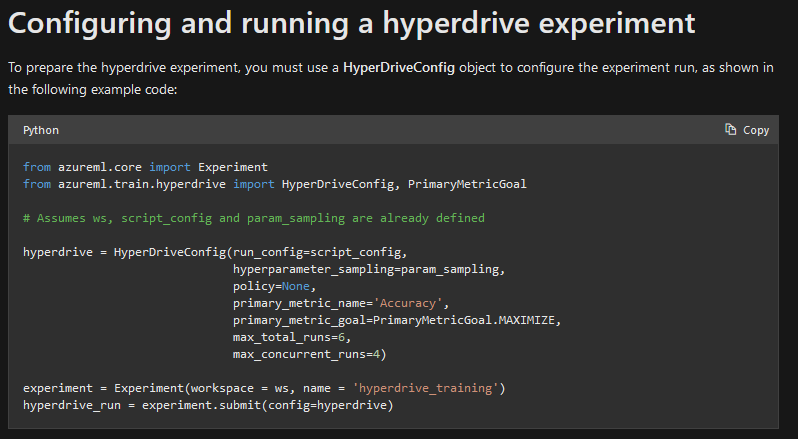 Configuring and running a hyperdrive experiment
To prepare the hyperdrive experiment, you must use a HyperDriveConfig object to configure the experiment run, as shown in
the following example code:
Python
Copy
from azureml.core import Experiment
from azureml.train.hyperdrive import HyperDriveConfig, PrimaryMetricGoal
# Assumes ws, script_config and param_sampling are already defined
hyperdrive = HyperDriveConfig(run_config=script_config,
hyperparameter_sampling=param_sampling,
policy=None,
primary_metric_name='Accuracy',
primary_metric_goal=PrimaryMetricGoal.MAXIMIZE,
max_total_runs=6,
max_concurrent_runs=4)
experiment = Experiment(workspace = ws, name = 'hyperdrive_training')
hyperdrive_run = experiment.submit(config=hyperdrive)